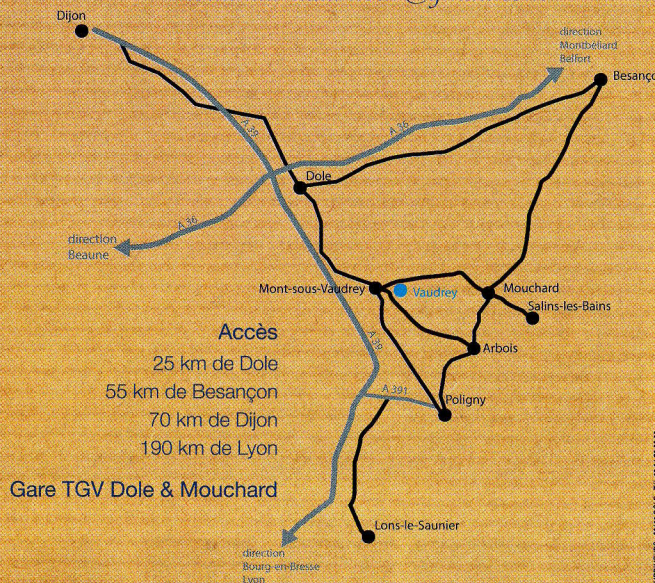 Dijon
direction
Montbéliard
Belfort
A 39
A 36
Dole
A 36
direction
Beaune
Mont-sous-Vaudrey
Vaudrey
Mouchard
Salins-les-Bains
Accès
25 km de Dole
55 km de Besançon
70 km de Dijon
190 km de Lyon
Gare TGV Dole & Mouchard
A 39
Arbois
A 391
Poligny
Lons-le-Saunier
direction
Bourg-en-Bresse
Lyon